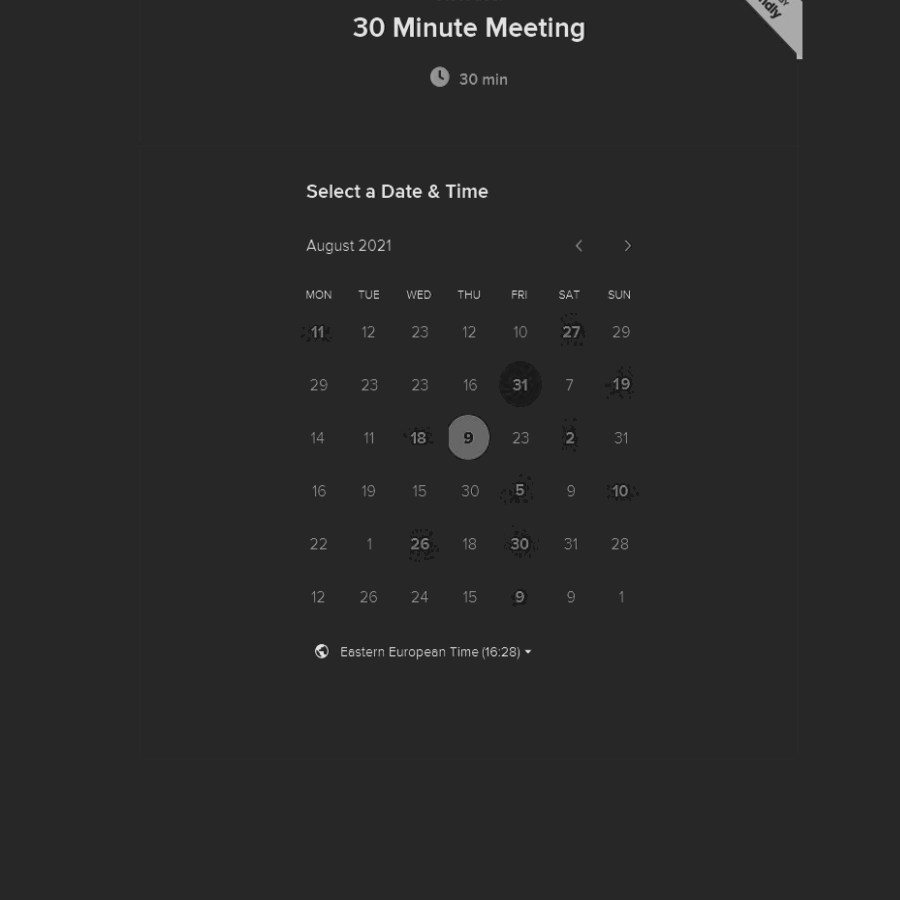 30 Minute Meeting
30 min
Select a Date & Time
August 2021
MON TUE WED THU FRI SAT SUN
11 12 23 12 10 27 29
29 23 23 16 31 7 19
14 11 18 9 23 2 31
16 19 15 30 5 9 10
22 1 26 18 30 31 28
12 26 24 15 9 9 1
Eastern European Time (16:28)